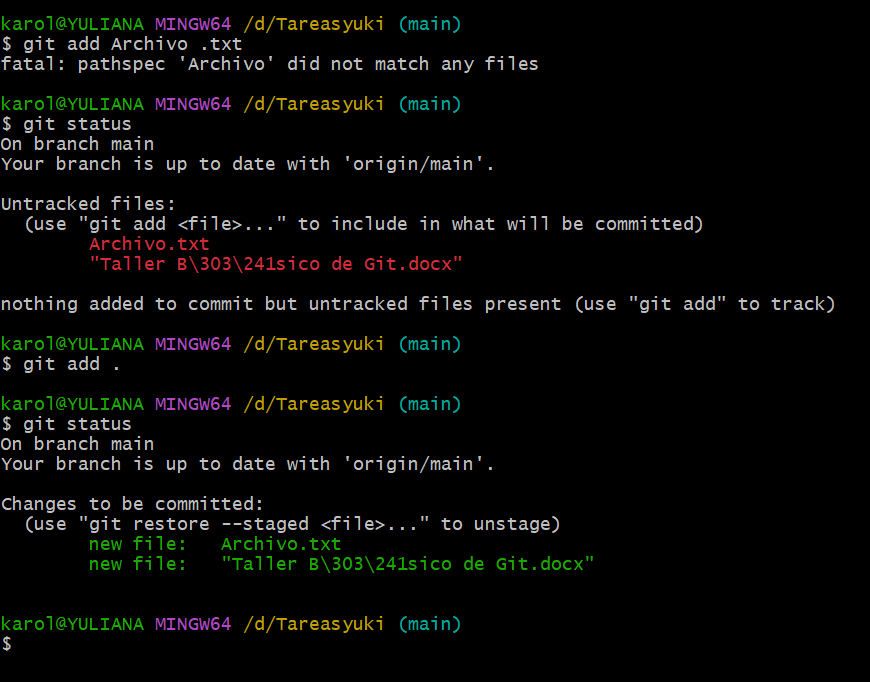 karol@YULIANA MINGW64 /d/Tareasyuki (main)
$ git add Archivo .txt
fatal: pathspec 'Archivo' did not match any files
karol@YULIANA MINGW64 /d/Tareasyuki (main)
$ git status
On branch main
Your branch is up to date with 'origin/main'.
Untracked files:
(use "git add <file>..." to include in what will be committed)
Archivo.txt
"Taller B\303\241sico de Git.docx"
nothing added to commit but untracked files present (use "git add" to track)
karol@YULIANA MINGW64 /d/Tareasyuki (main)
$ git add .
karol@YULIANA MINGW64 /d/Tareasyuki (main)
$ git status
On branch main
Your branch is up to date with 'origin/main'.
Changes to be committed:
(use "git restore --staged <file>..." to unstage)
new file: Archivo.txt
new file: "Taller B\303\241sico de Git.docx"
karol@YULIANA MINGW64 /d/Tareasyuki (main)
$